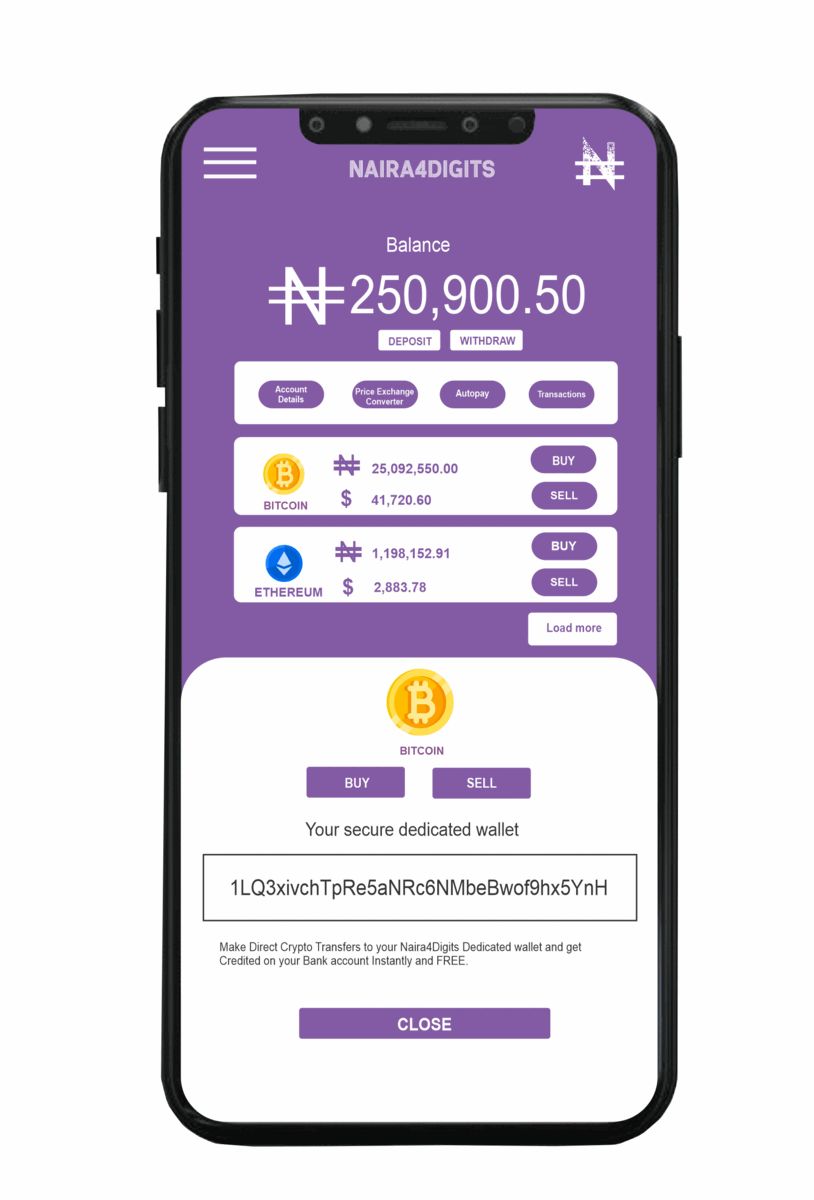 NAIRA4DIGITS
Balance
₦250,900.50
DEPOSIT WITHDRAW
Account
Details
Price Exchange
Converter
Autopay
Transactions
₦ 25,092,550.00
BUY
BITCOIN
$ 41,720.60
SELL
₦ 1,198,152.91
BUY
ETHEREUM
$ 2,883.78
SELL
Load more
BITCOIN
BUY SELL
Your secure dedicated wallet
1LQ3xivchTpRe5aNRc6NMbeBwof9hx5YnH
Make Direct Crypto Transfers to your Naira4Digits Dedicated wallet and get
Credited on your Bank account Instantly and FREE.
CLOSE